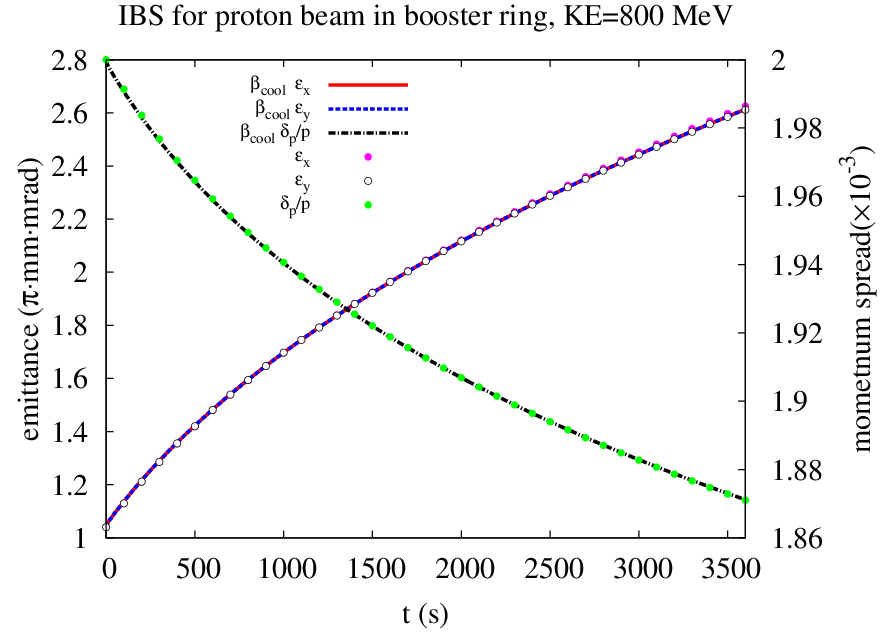 IBS for proton beam in booster ring, KE=800 MeV
emittance (π·mm·mrad)
2.8
2.6
2.4
2.2
2
1.8
1.6
1.4
1.2
1
βcool εx
βcool εy
βcool δp/p
εx
εy
δp/p
2
1.98
1.96
1.94
1.92
1.9
1.88
1.86
mometnum spread(×10-3)
0 500 1000 1500 2000 2500 3000 3500
t (s)